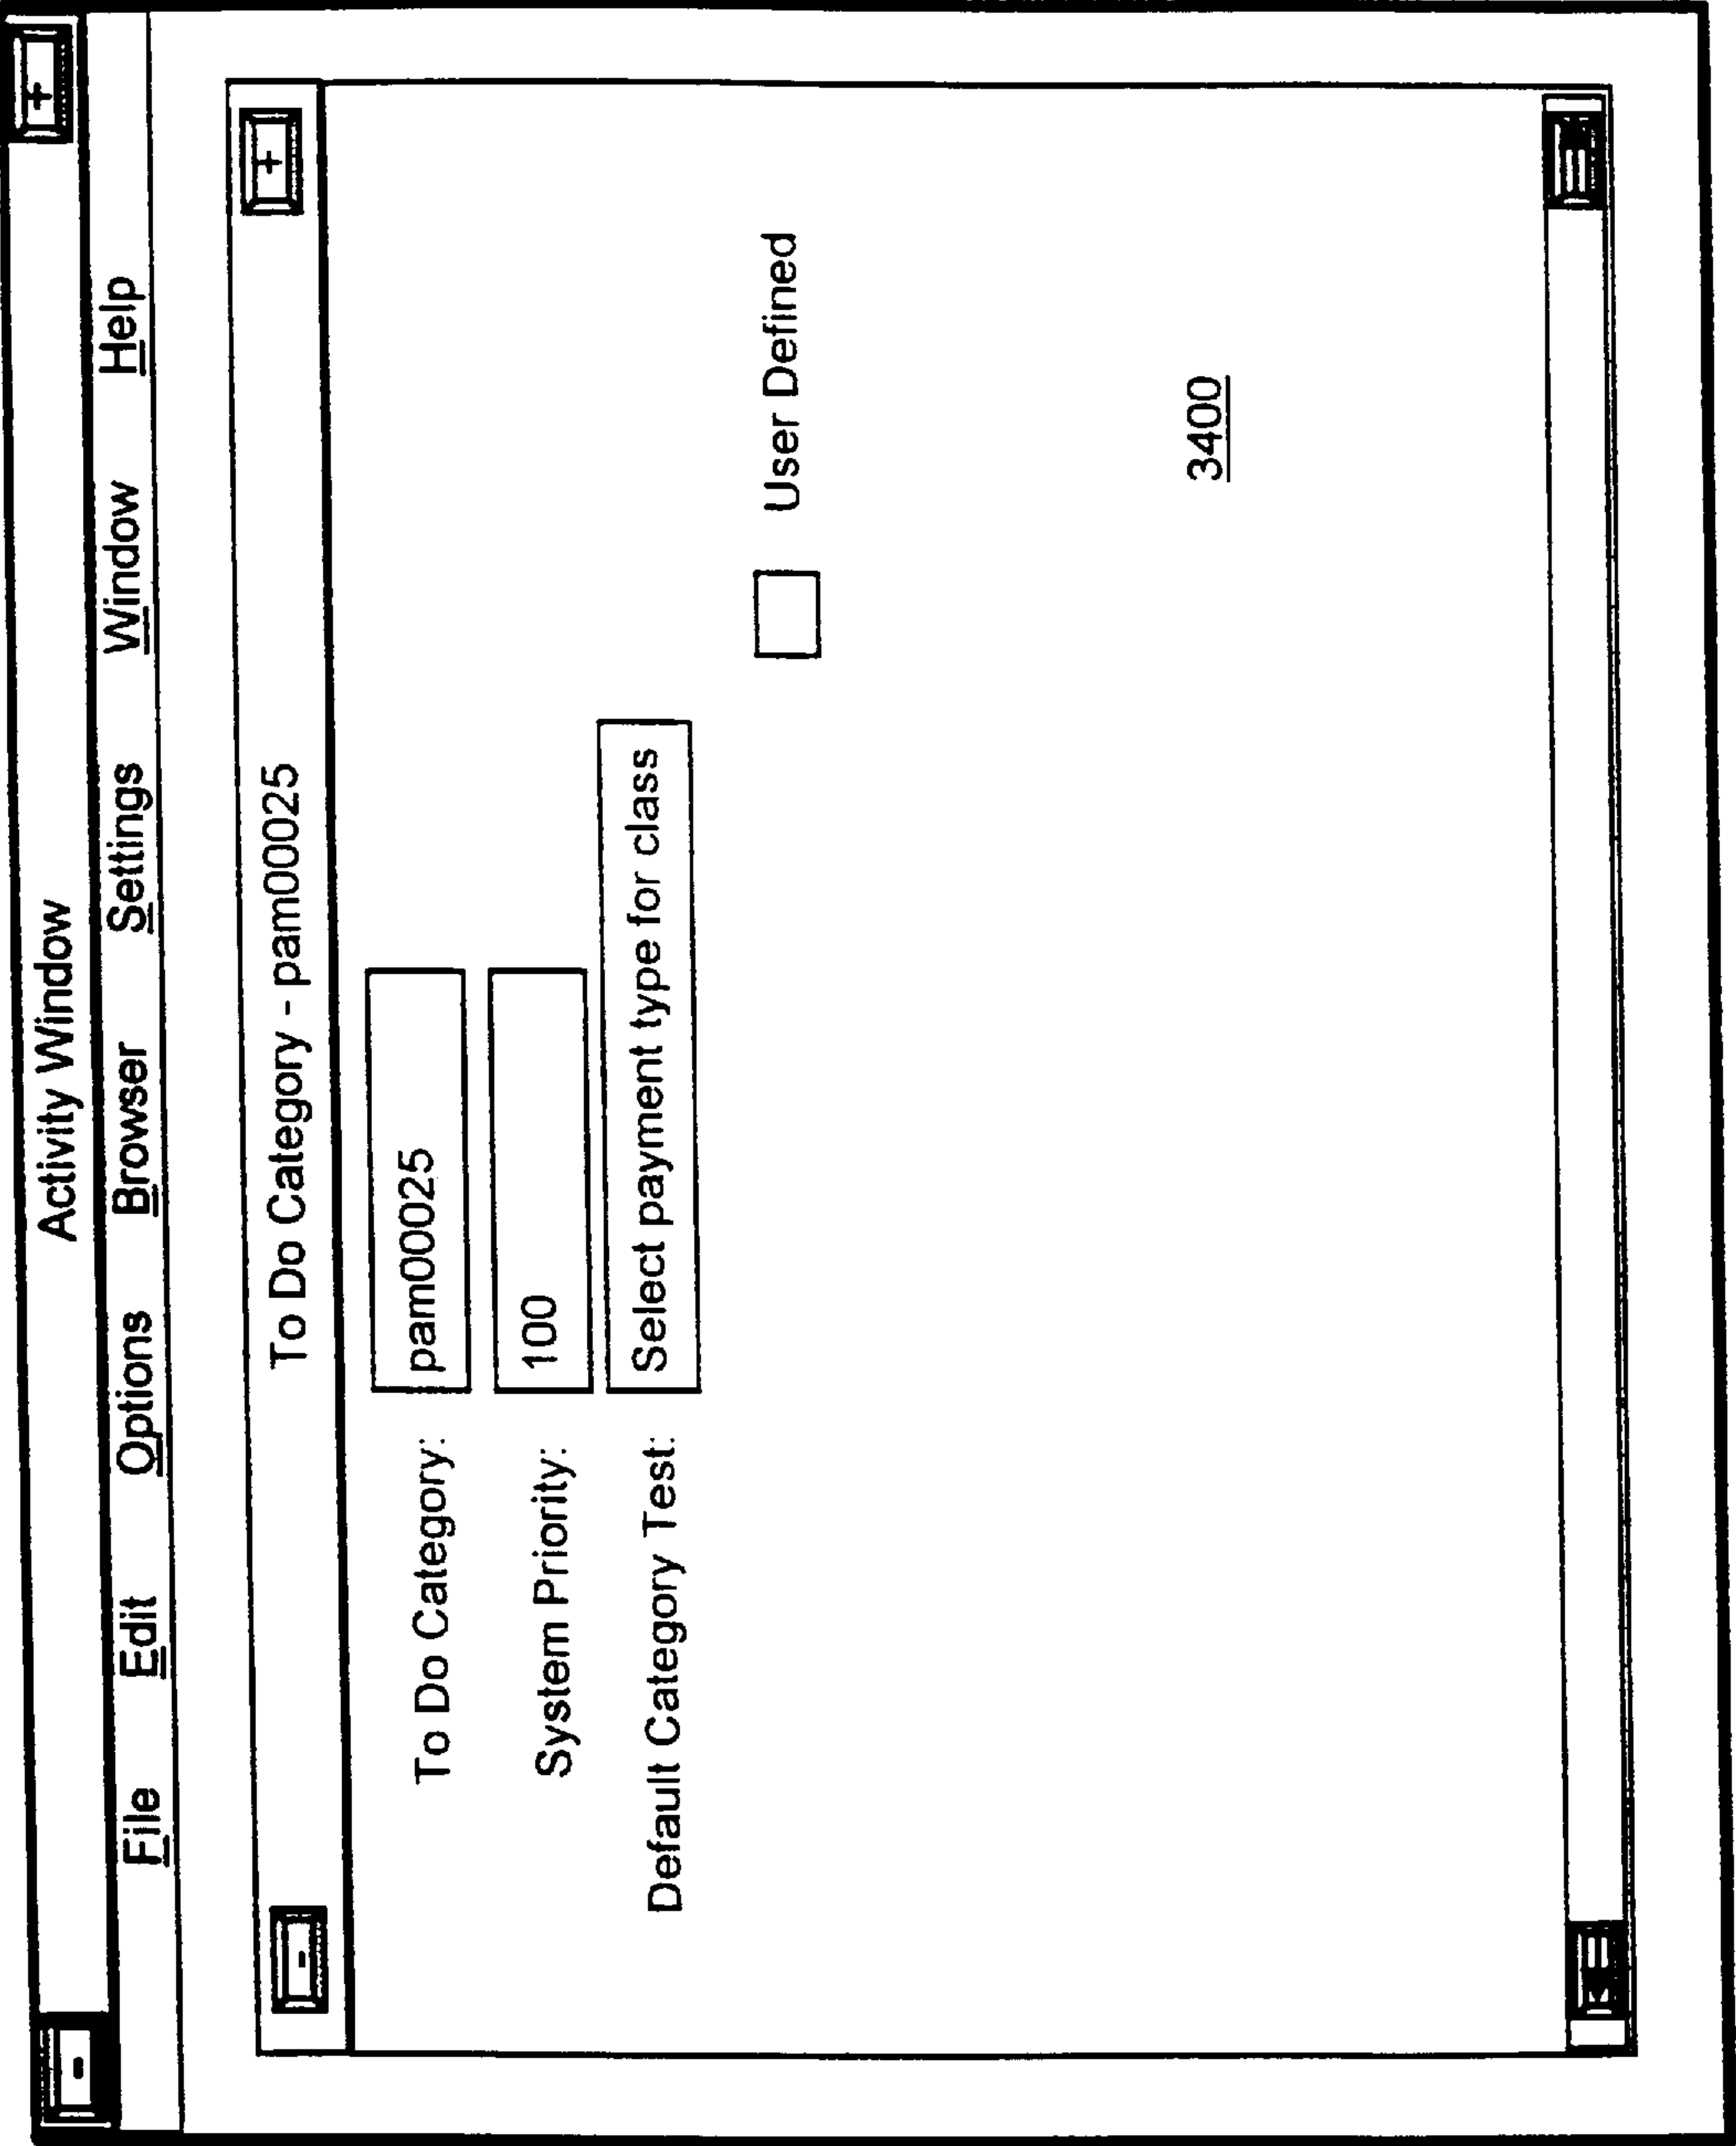 Activity Window
File Edit Options Browser Settings Window Help
To Do Category - pam00025
To Do Category: pam00025
System Priority: 100
Default Category Test: Select payment type for class
User Defined
3400